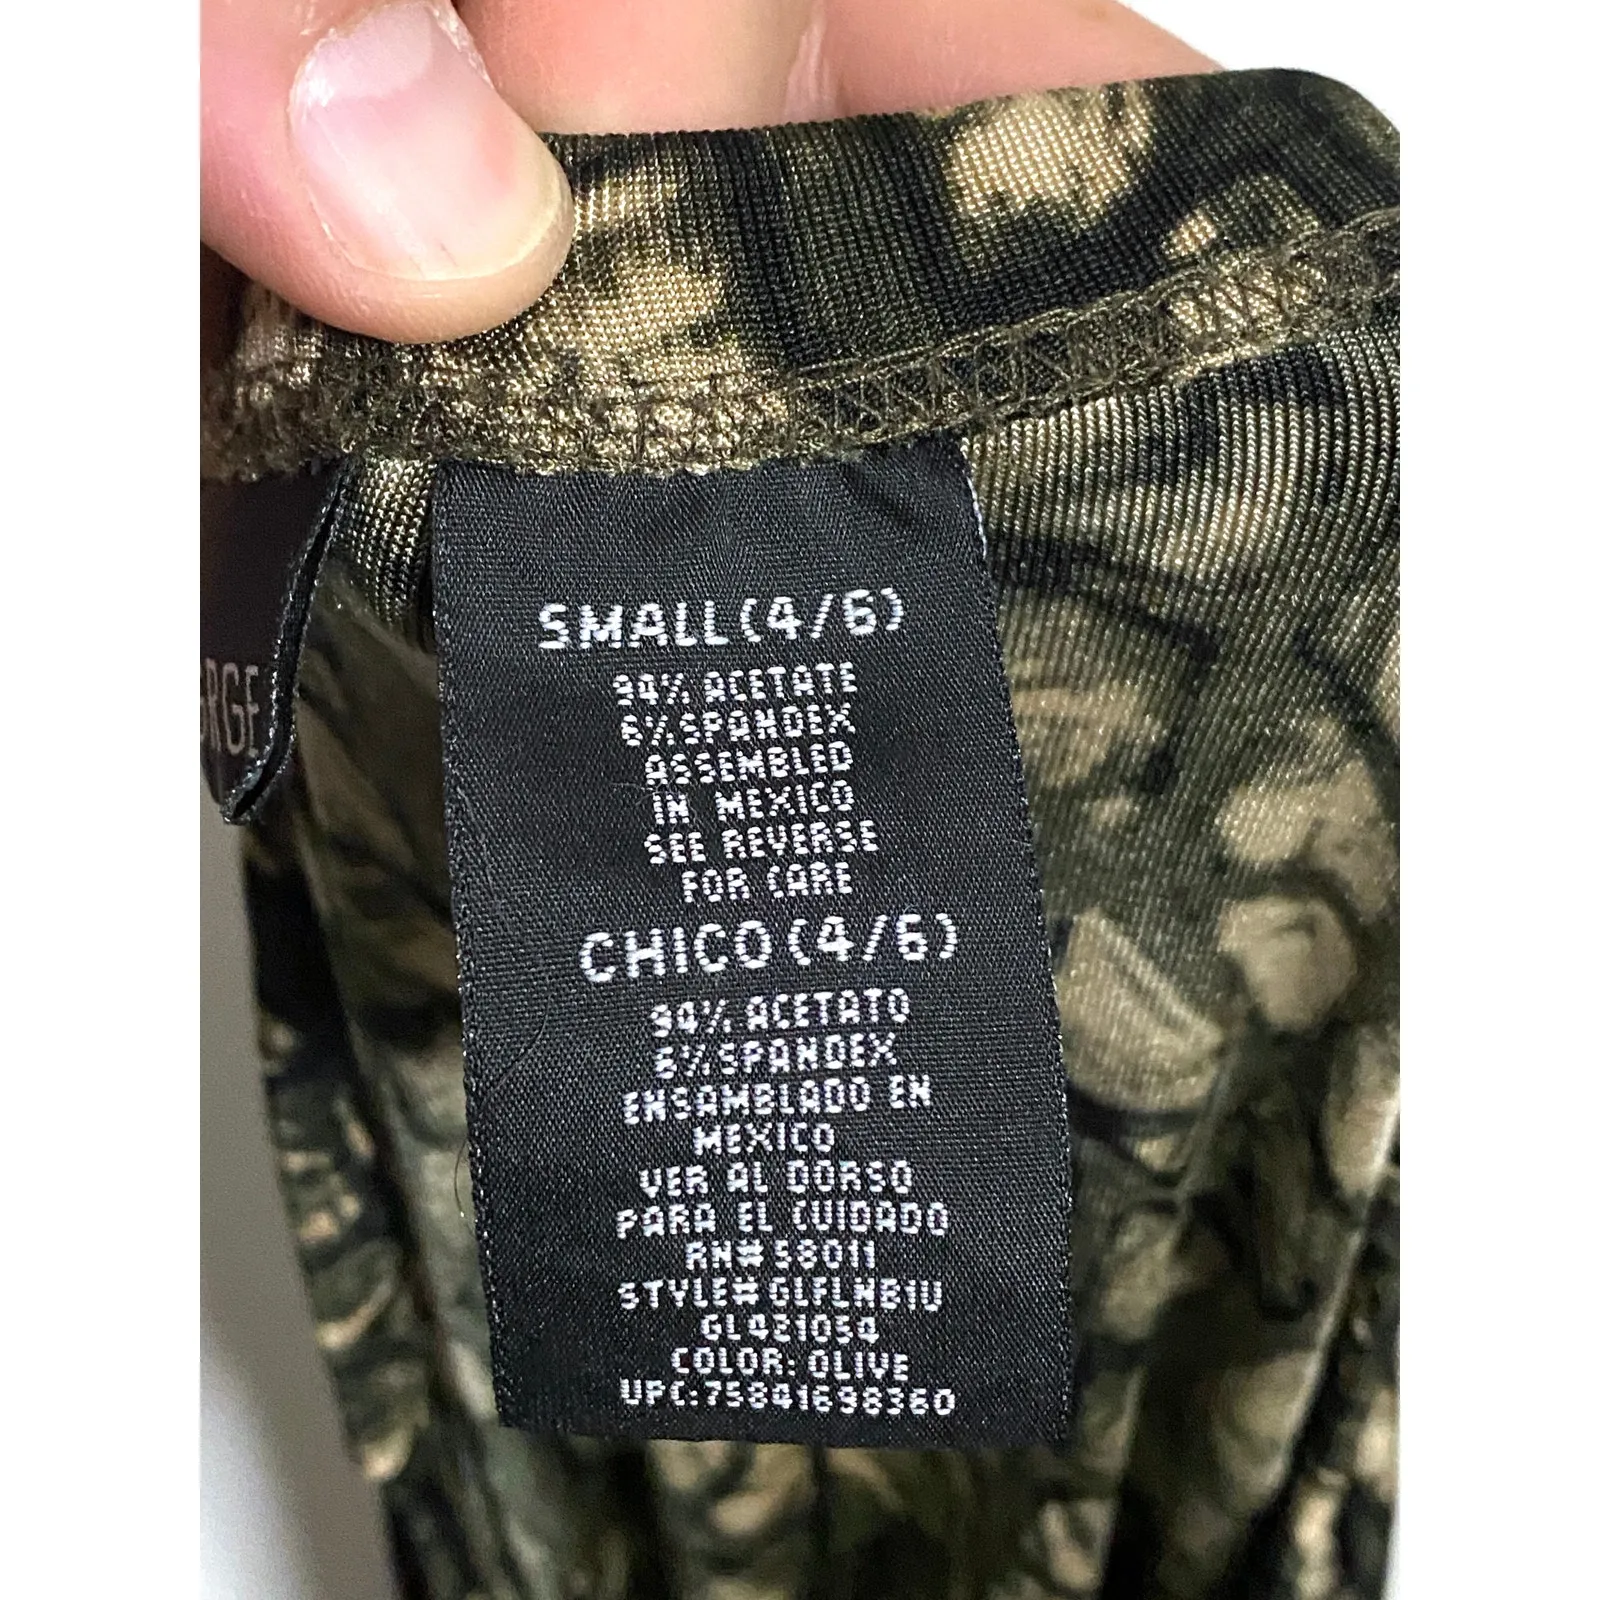 SMALL(4/6)
94% ACETATE
6% SPANDEX
ASSEMBLED
IN MEXICO
SEE REVERSE
FOR CARE
CHICO(4/6)
94% ACETATO
6% SPANDEX
ENSAMBLADO EN
MEXICO
VER AL DORSO
PARA EL CUIDADO
RN# 58011
STYLE# GLFLNB1U
GL421054
COLOR: OLIVE
UPC:75841698360